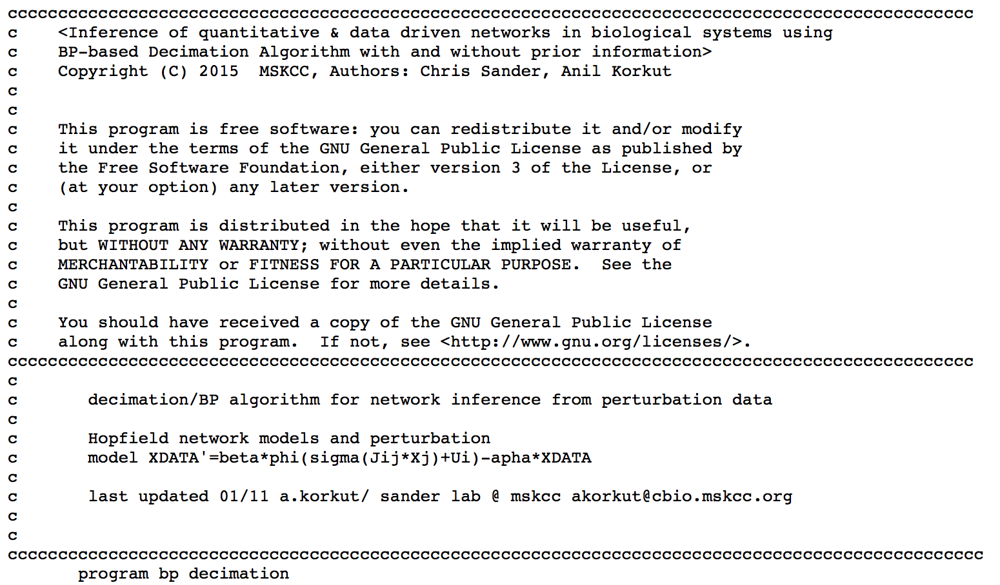 cccccccccccccccccccccccccccccccccccccccccccccccccccccccccccccccccccccccccccccccccccccccccccccccc
c    <Inference of quantitative & data driven networks in biological systems using
c    BP-based Decimation Algorithm with and without prior information>
c    Copyright (C) 2015  MSKCC, Authors: Chris Sander, Anil Korkut
c
c
c    This program is free software: you can redistribute it and/or modify
c    it under the terms of the GNU General Public License as published by
c    the Free Software Foundation, either version 3 of the License, or
c    (at your option) any later version.
c
c    This program is distributed in the hope that it will be useful,
c    but WITHOUT ANY WARRANTY; without even the implied warranty of
c    MERCHANTABILITY or FITNESS FOR A PARTICULAR PURPOSE.  See the
c    GNU General Public License for more details.
c
c    You should have received a copy of the GNU General Public License
c    along with this program.  If not, see <http://www.gnu.org/licenses/>.
cccccccccccccccccccccccccccccccccccccccccccccccccccccccccccccccccccccccccccccccccccccccccccccccc
c
c       decimation/BP algorithm for network inference from perturbation data
c
c       Hopfield network models and perturbation
c       model XDATA'=beta*phi(sigma(Jij*Xj)+Ui)-apha*XDATA
c
c       last updated 01/11 a.korkut/ sander lab @ mskcc akorkut@cbio.mskcc.org
c
c
ccccccccccccccccccccccccccccccccccccccccccccccccccccccccccccccccccccccccccccccccccccccccccccccccc
       program bp decimation